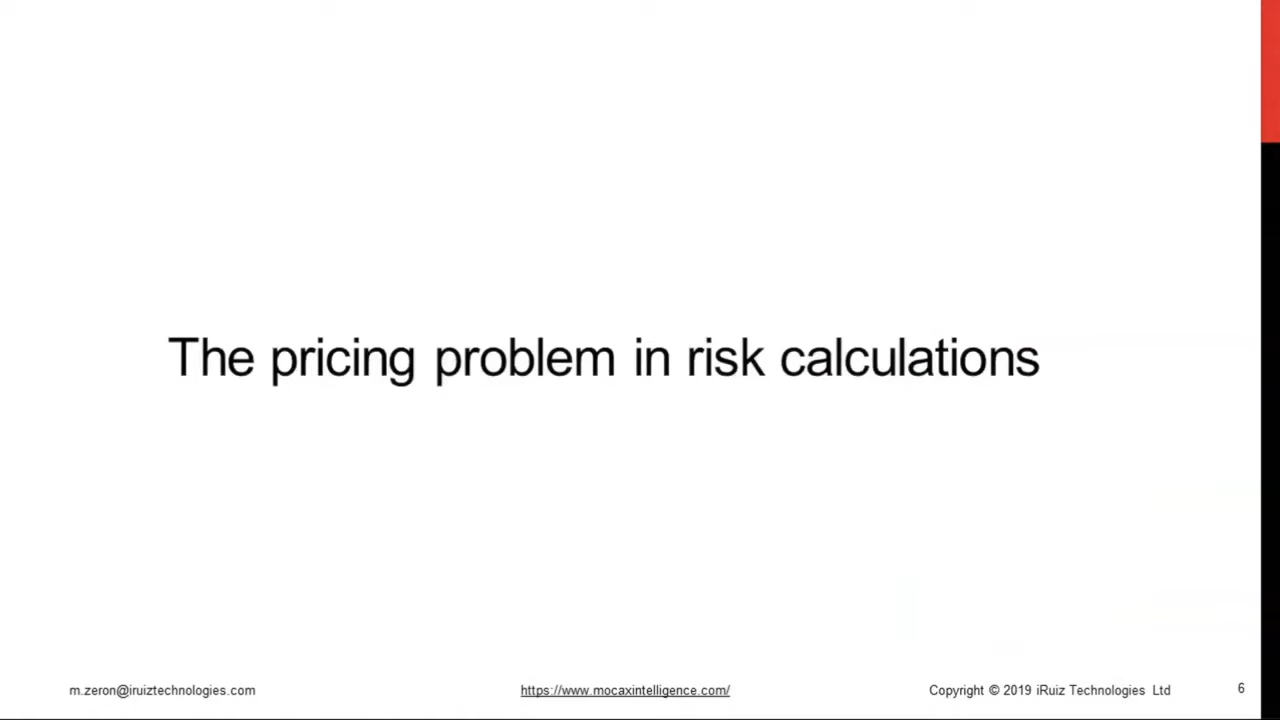 The pricing problem in risk calculations
m.zeron@iruiztechnologies.com
https://www.mocaxintelligence.com/
Copyright © 2019 iRuiz Technologies Ltd
6